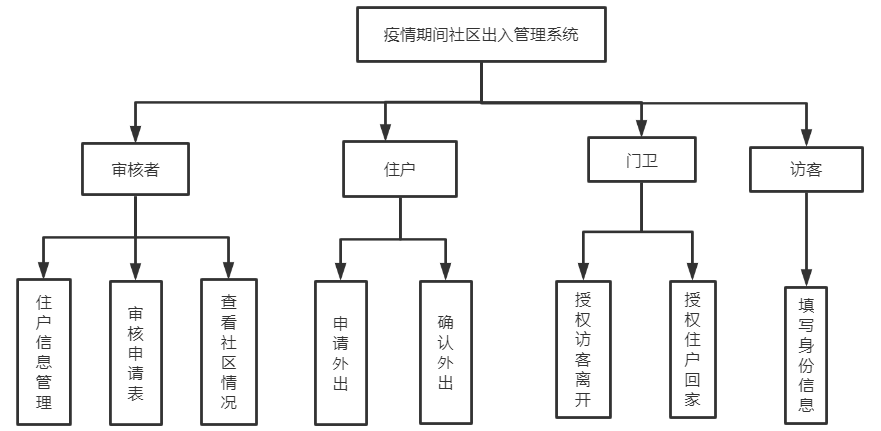 疫情期间社区出入管理系统
审核者
住户
门卫
访客
住户信息管理
审核申请表
查看社区情况
申请外出
确认外出
授权访客离开
授权住户回家
填写身份信息